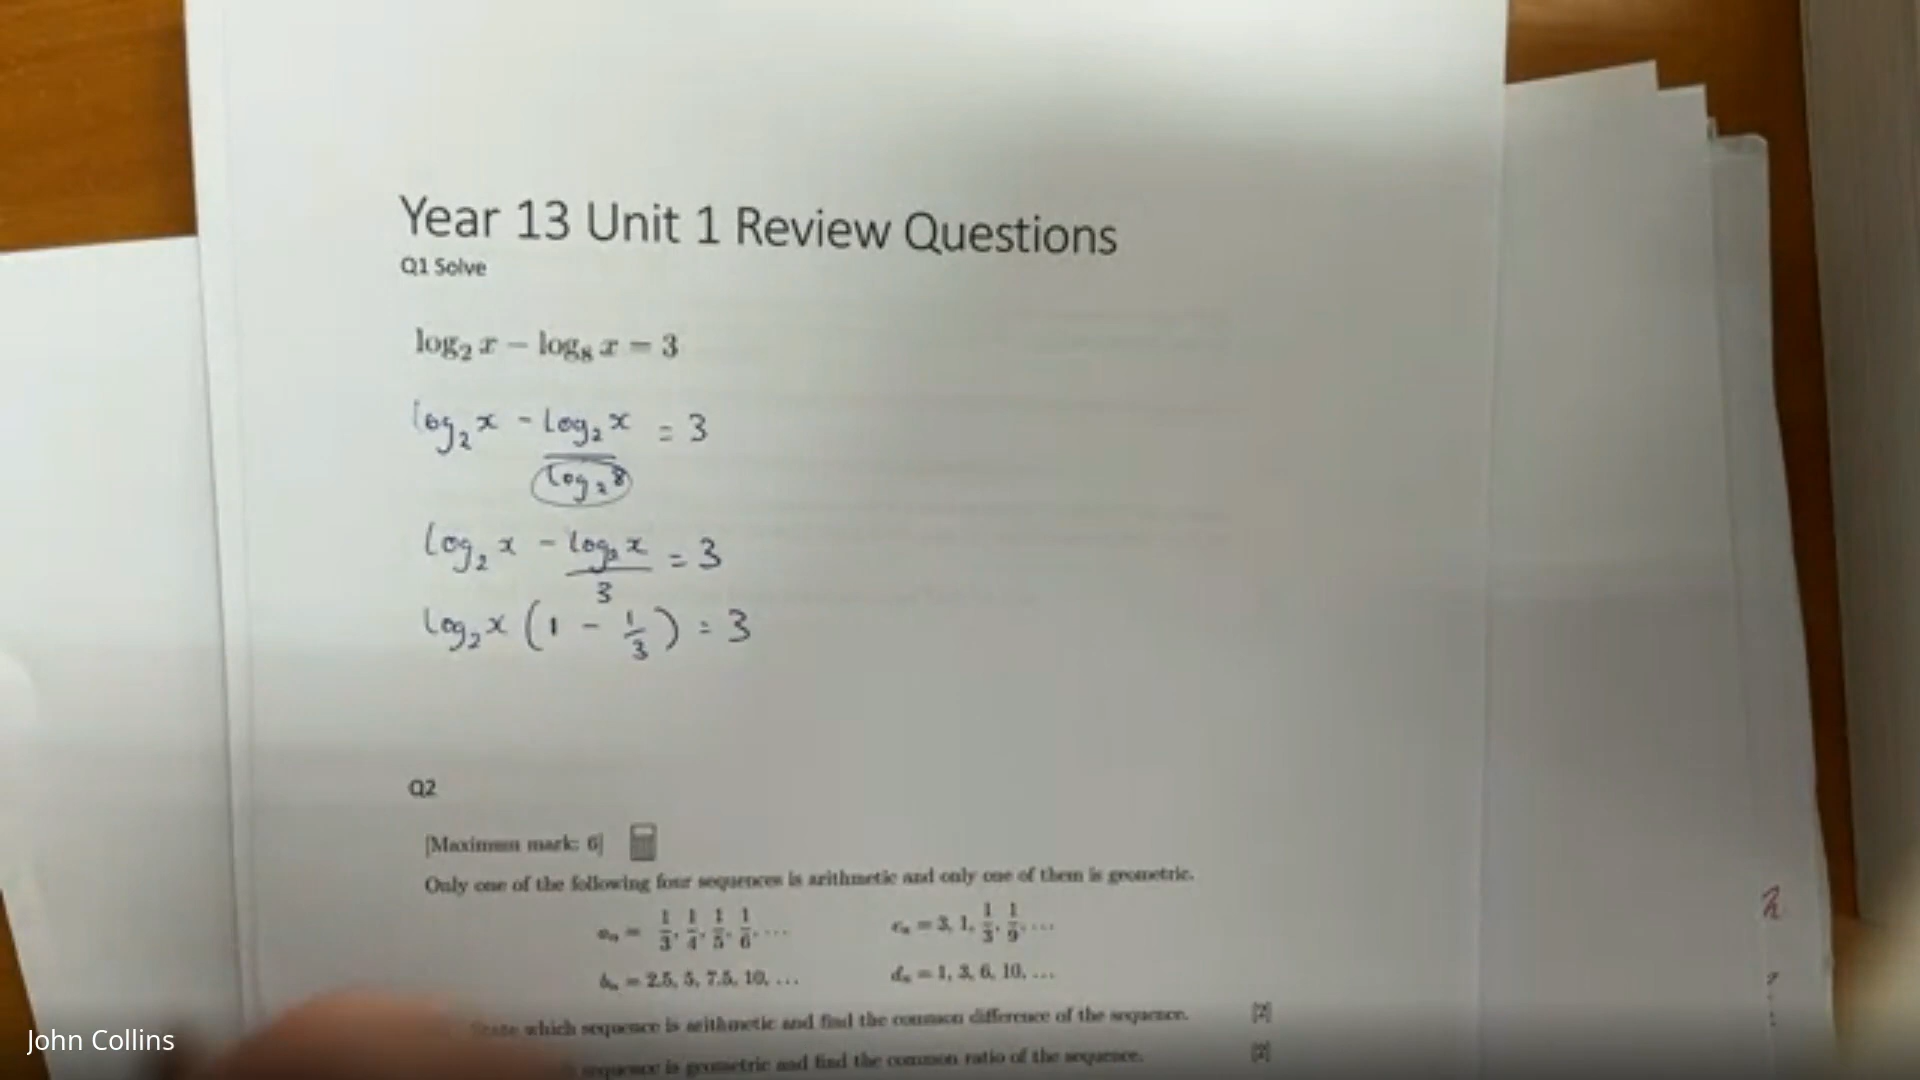 Year 13 Unit 1 Review Questions
Q1 Solve
log₂ x − log₈ x = 3
log₂ x - log₂ x / log₂ 8 = 3
log₂ x - log₂ x / 3 = 3
log₂ x (1 - 1/3) = 3
Q2
[Maximum mark: 6]
Only one of the following four sequences is arithmetic and only one of them is geometric.
aₙ = 1/3, 1/4, 1/5, 1/6, ... cₙ = 3, 1, 1/3, 1/9, ...
bₙ = 2.5, 5, 7.5, 10, ... dₙ = 1, 3, 6, 10, ...
State which sequence is arithmetic and find the common difference of the sequence. [2]
sequence is geometric and find the common ratio of the sequence. [2]
John Collins